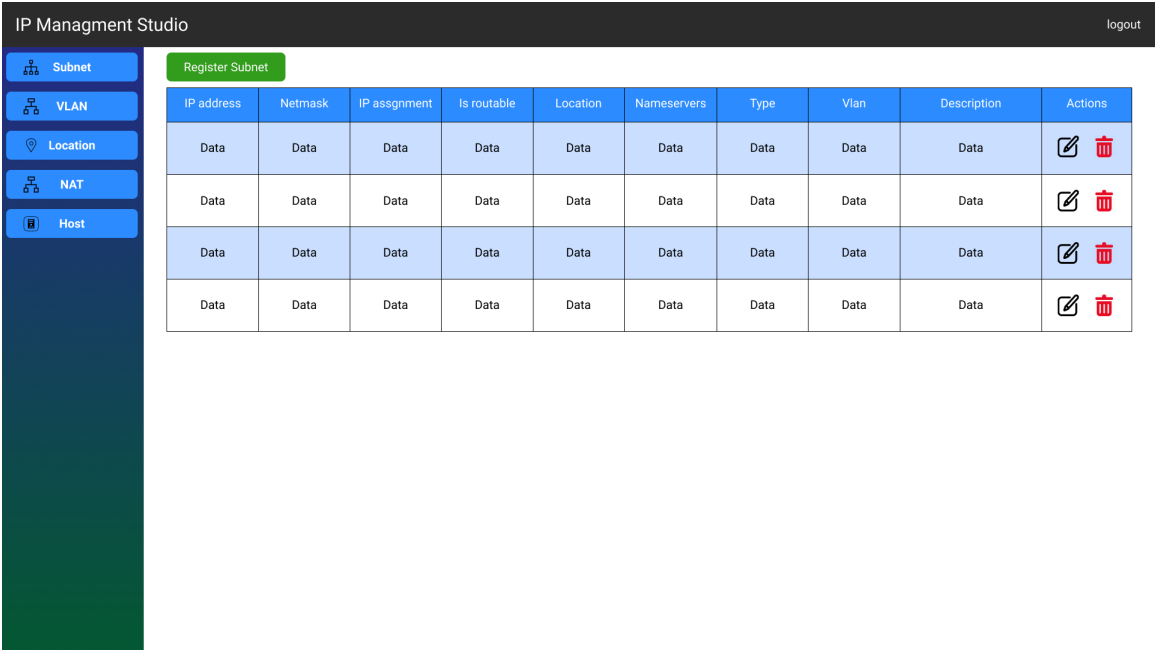 IP Managment Studio
logout
Subnet
VLAN
Location
NAT
Host
Register Subnet
IP address Netmask IP assgnment Is routable Location Nameservers Type Vlan Description Actions
Data Data Data Data Data Data Data Data Data
Data Data Data Data Data Data Data Data Data
Data Data Data Data Data Data Data Data Data
Data Data Data Data Data Data Data Data Data